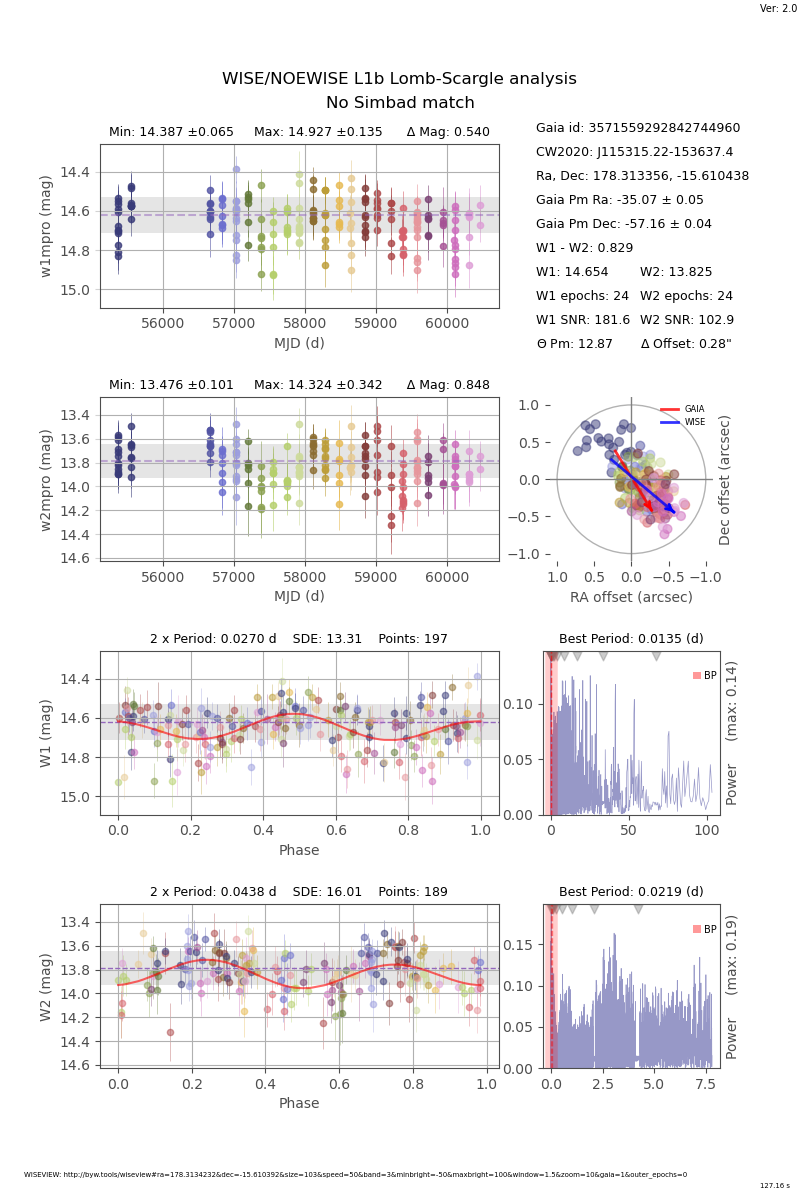 Ver: 2.0
WISE/NOEWISE L1b Lomb-Scargle analysis
No Simbad match
Min: 14.387 ±0.065 Max: 14.927 ±0.135 Δ Mag: 0.540
14.4
14.6
14.8
15.0
w1mpro (mag)
56000 57000 58000 59000 60000
MJD (d)
Gaia id: 3571559292842744960
CW2020: J115315.22-153637.4
Ra, Dec: 178.313356, -15.610438
Gaia Pm Ra: -35.07 ± 0.05
Gaia Pm Dec: -57.16 ± 0.04
W1 - W2: 0.829
W1: 14.654 W2: 13.825
W1 epochs: 24 W2 epochs: 24
W1 SNR: 181.6 W2 SNR: 102.9
Θ Pm: 12.87 Δ Offset: 0.28"
Min: 13.476 ±0.101 Max: 14.324 ±0.342 Δ Mag: 0.848
13.4
13.6
13.8
14.0
14.2
14.4
14.6
w2mpro (mag)
56000 57000 58000 59000 60000
MJD (d)
GAIA
WISE
1.0
0.5
0.0
−0.5
−1.0
Dec offset (arcsec)
1.0 0.5 0.0 −0.5 −1.0
RA offset (arcsec)
2 x Period: 0.0270 d SDE: 13.31 Points: 197
14.4
14.6
14.8
15.0
W1 (mag)
0.0 0.2 0.4 0.6 0.8 1.0
Phase
Best Period: 0.0135 (d)
BP
0.10
0.05
0.00
Power (max: 0.14)
0 50 100
2 x Period: 0.0438 d SDE: 16.01 Points: 189
13.4
13.6
13.8
14.0
14.2
14.4
14.6
W2 (mag)
0.0 0.2 0.4 0.6 0.8 1.0
Phase
Best Period: 0.0219 (d)
BP
0.15
0.10
0.05
0.00
Power (max: 0.19)
0.0 2.5 5.0 7.5
WISEVIEW: http://byw.tools/wiseview#ra=178.3134232&dec=-15.610392&size=103&speed=50&band=3&minbright=-50&maxbright=100&window=1.5&zoom=10&gaia=1&outer_epochs=0
127.16 s